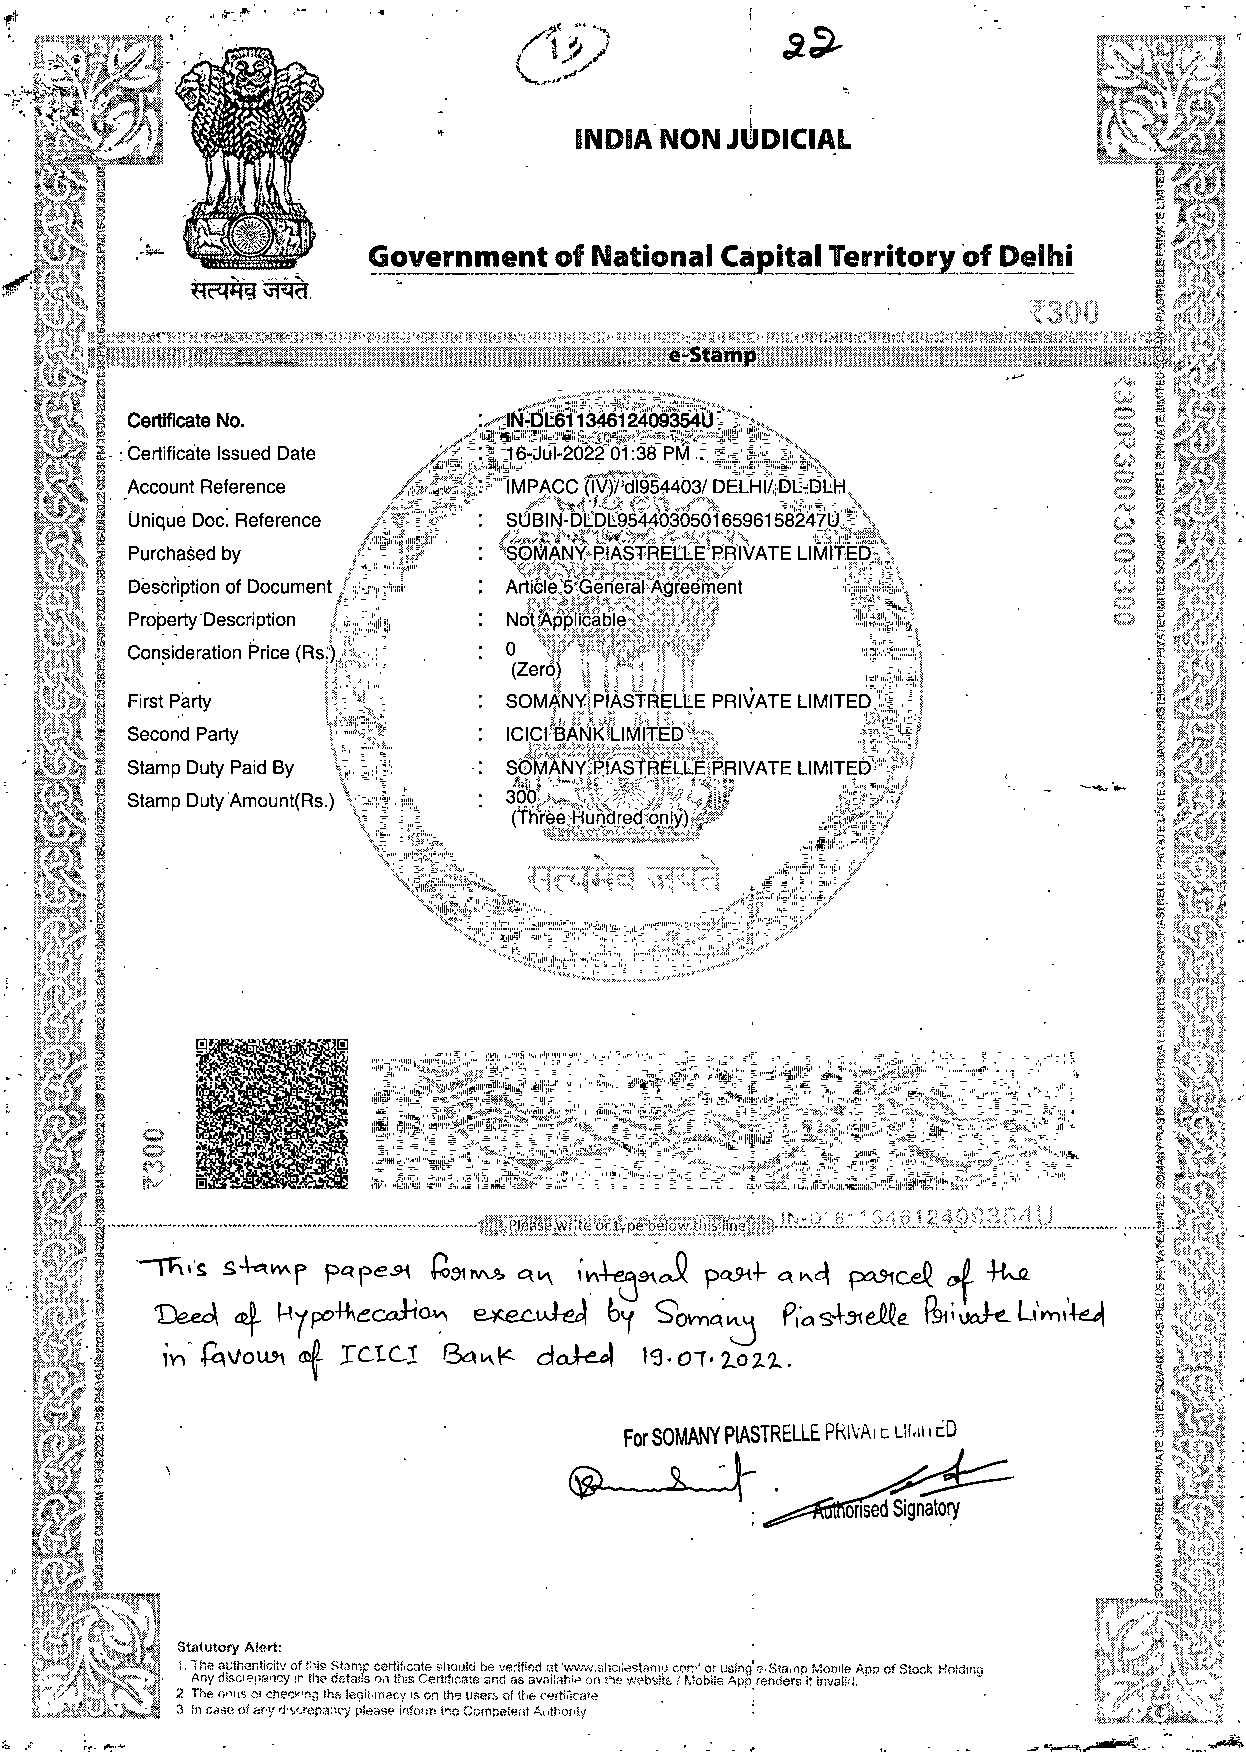 13
22
INDIA NON JUDICIAL
Government of National Capital Territory of Delhi
सत्यमेव जयते
₹300
e-Stamp
Certificate No. : IN-DL61134612409354U
Certificate Issued Date : 16-Jul-2022 01:38 PM
Account Reference : IMPACC (IV)/ dl954403/ DELHI/ DL-DLH
Unique Doc. Reference : SUBIN-DLDL95440305016596158247U
Purchased by : SOMANY PIASTRELLE PRIVATE LIMITED
Description of Document : Article 5 General Agreement
Property Description : Not Applicable
Consideration Price (Rs.) : 0
(Zero)
First Party : SOMANY PIASTRELLE PRIVATE LIMITED
Second Party : ICICI BANK LIMITED
Stamp Duty Paid By : SOMANY PIASTRELLE PRIVATE LIMITED
Stamp Duty Amount(Rs.) : 300
(Three Hundred only)
सत्यमेव जयते
₹300
Please write or type below this line IN-DL61134612409354U
This stamp paper forms an integral part and parcel of the
Deed of Hypothecation executed by Somany Piastrelle Private Limited
in favour of ICICI Bank dated 19.07.2022.
For SOMANY PIASTRELLE PRIVATE LIMITED
Authorised Signatory
Statutory Alert:
1. The authenticity of this Stamp certificate should be verified at 'www.shcilestamp.com' or using e-Stamp Mobile App of Stock Holding
Any discrepancy in the details on this Certificate and as available on the website / Mobile App renders it invalid.
2 The onus of checking the legitimacy is on the users of the certificate
3 In case of any discrepancy please inform the Competent Authority